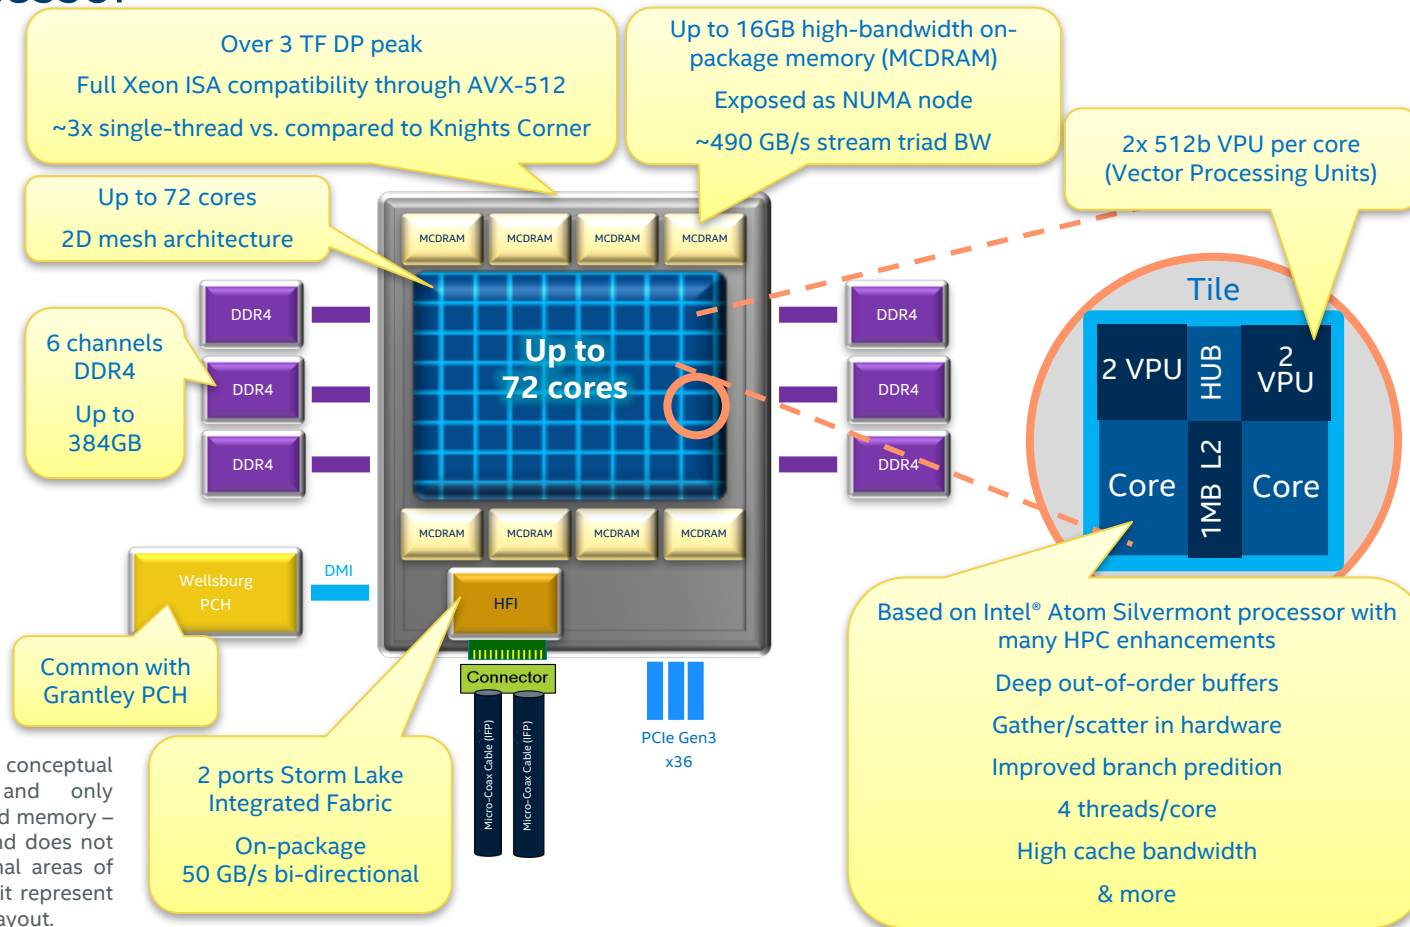 Over 3 TF DP peak
Full Xeon ISA compatibility through AVX-512
~3x single-thread vs. compared to Knights Corner
Up to 16GB high-bandwidth on-
package memory (MCDRAM)
Exposed as NUMA node
~490 GB/s stream triad BW
2x 512b VPU per core
(Vector Processing Units)
Up to 72 cores
2D mesh architecture
MCDRAM MCDRAM MCDRAM MCDRAM
6 channels
DDR4
Up to
384GB
DDR4
DDR4
DDR4
Up to
72 cores
DDR4
DDR4
DDR4
Tile
2 VPU
HUB
2
VPU
Core
1MB L2
Core
MCDRAM MCDRAM MCDRAM MCDRAM
Wellsburg
PCH
DMI
HFI
Common with
Grantley PCH
Connector
Micro-Coax Cable (IFP)
Micro-Coax Cable (IFP)
PCIe Gen3
x36
2 ports Storm Lake
Integrated Fabric
On-package
50 GB/s bi-directional
Based on Intel® Atom Silvermont processor with
many HPC enhancements
Deep out-of-order buffers
Gather/scatter in hardware
Improved branch predition
4 threads/core
High cache bandwidth
& more
conceptual
and only
memory –
does not
areas of
it represent